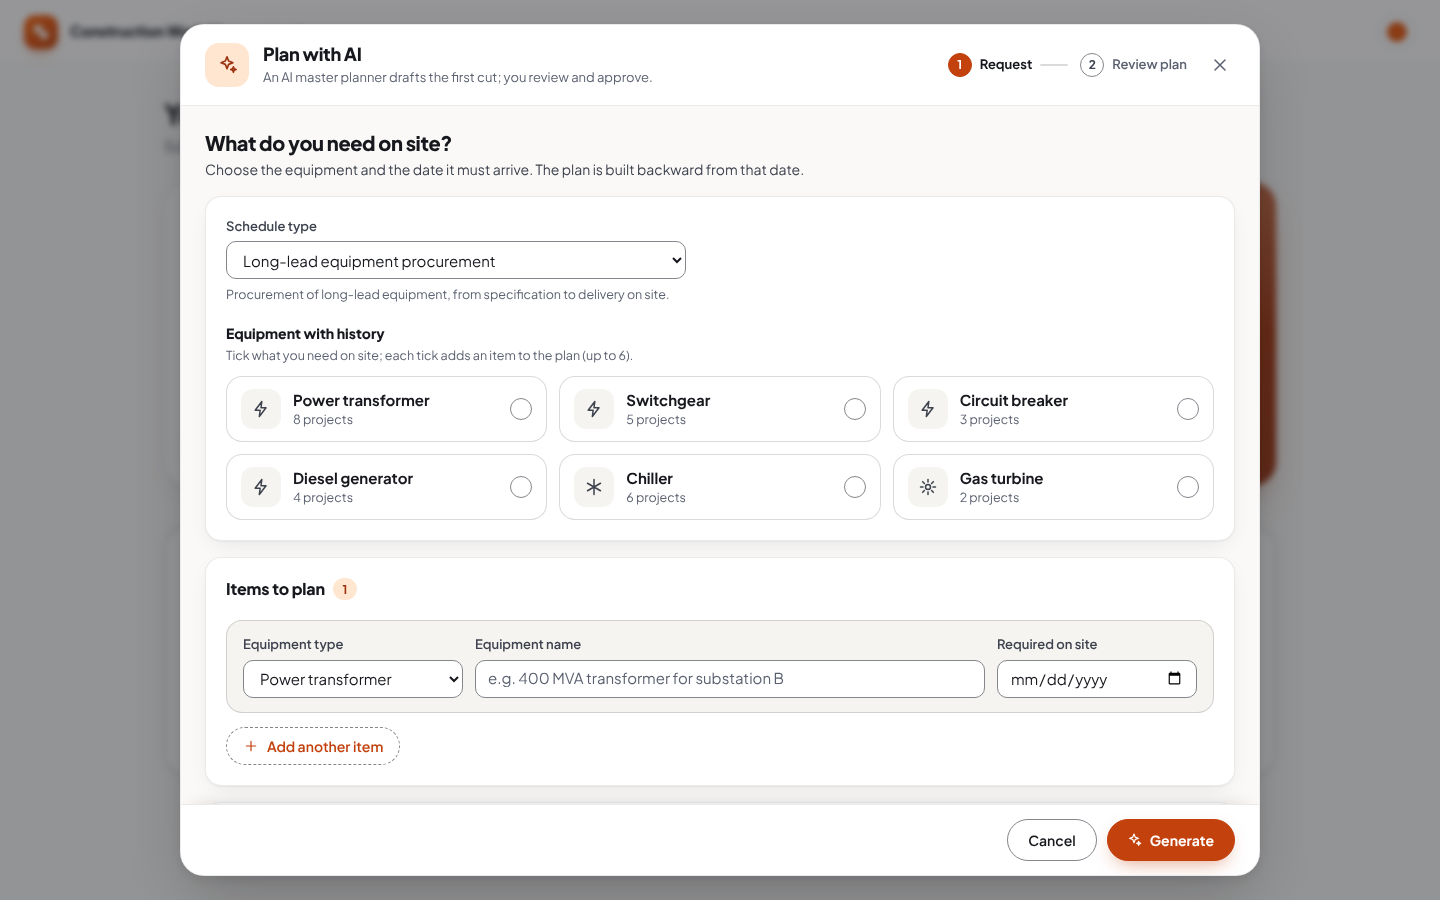 Plan with AI
An AI master planner drafts the first cut; you review and approve.
1 Request
2 Review plan
What do you need on site?
Choose the equipment and the date it must arrive. The plan is built backward from that date.
Schedule type
Long-lead equipment procurement
Procurement of long-lead equipment, from specification to delivery on site.
Equipment with history
Tick what you need on site; each tick adds an item to the plan (up to 6).
Power transformer
8 projects
Switchgear
5 projects
Circuit breaker
3 projects
Diesel generator
4 projects
Chiller
6 projects
Gas turbine
2 projects
Items to plan 1
Equipment type
Power transformer
Equipment name
e.g. 400 MVA transformer for substation B
Required on site
mm/dd/yyyy
Add another item
Cancel
Generate